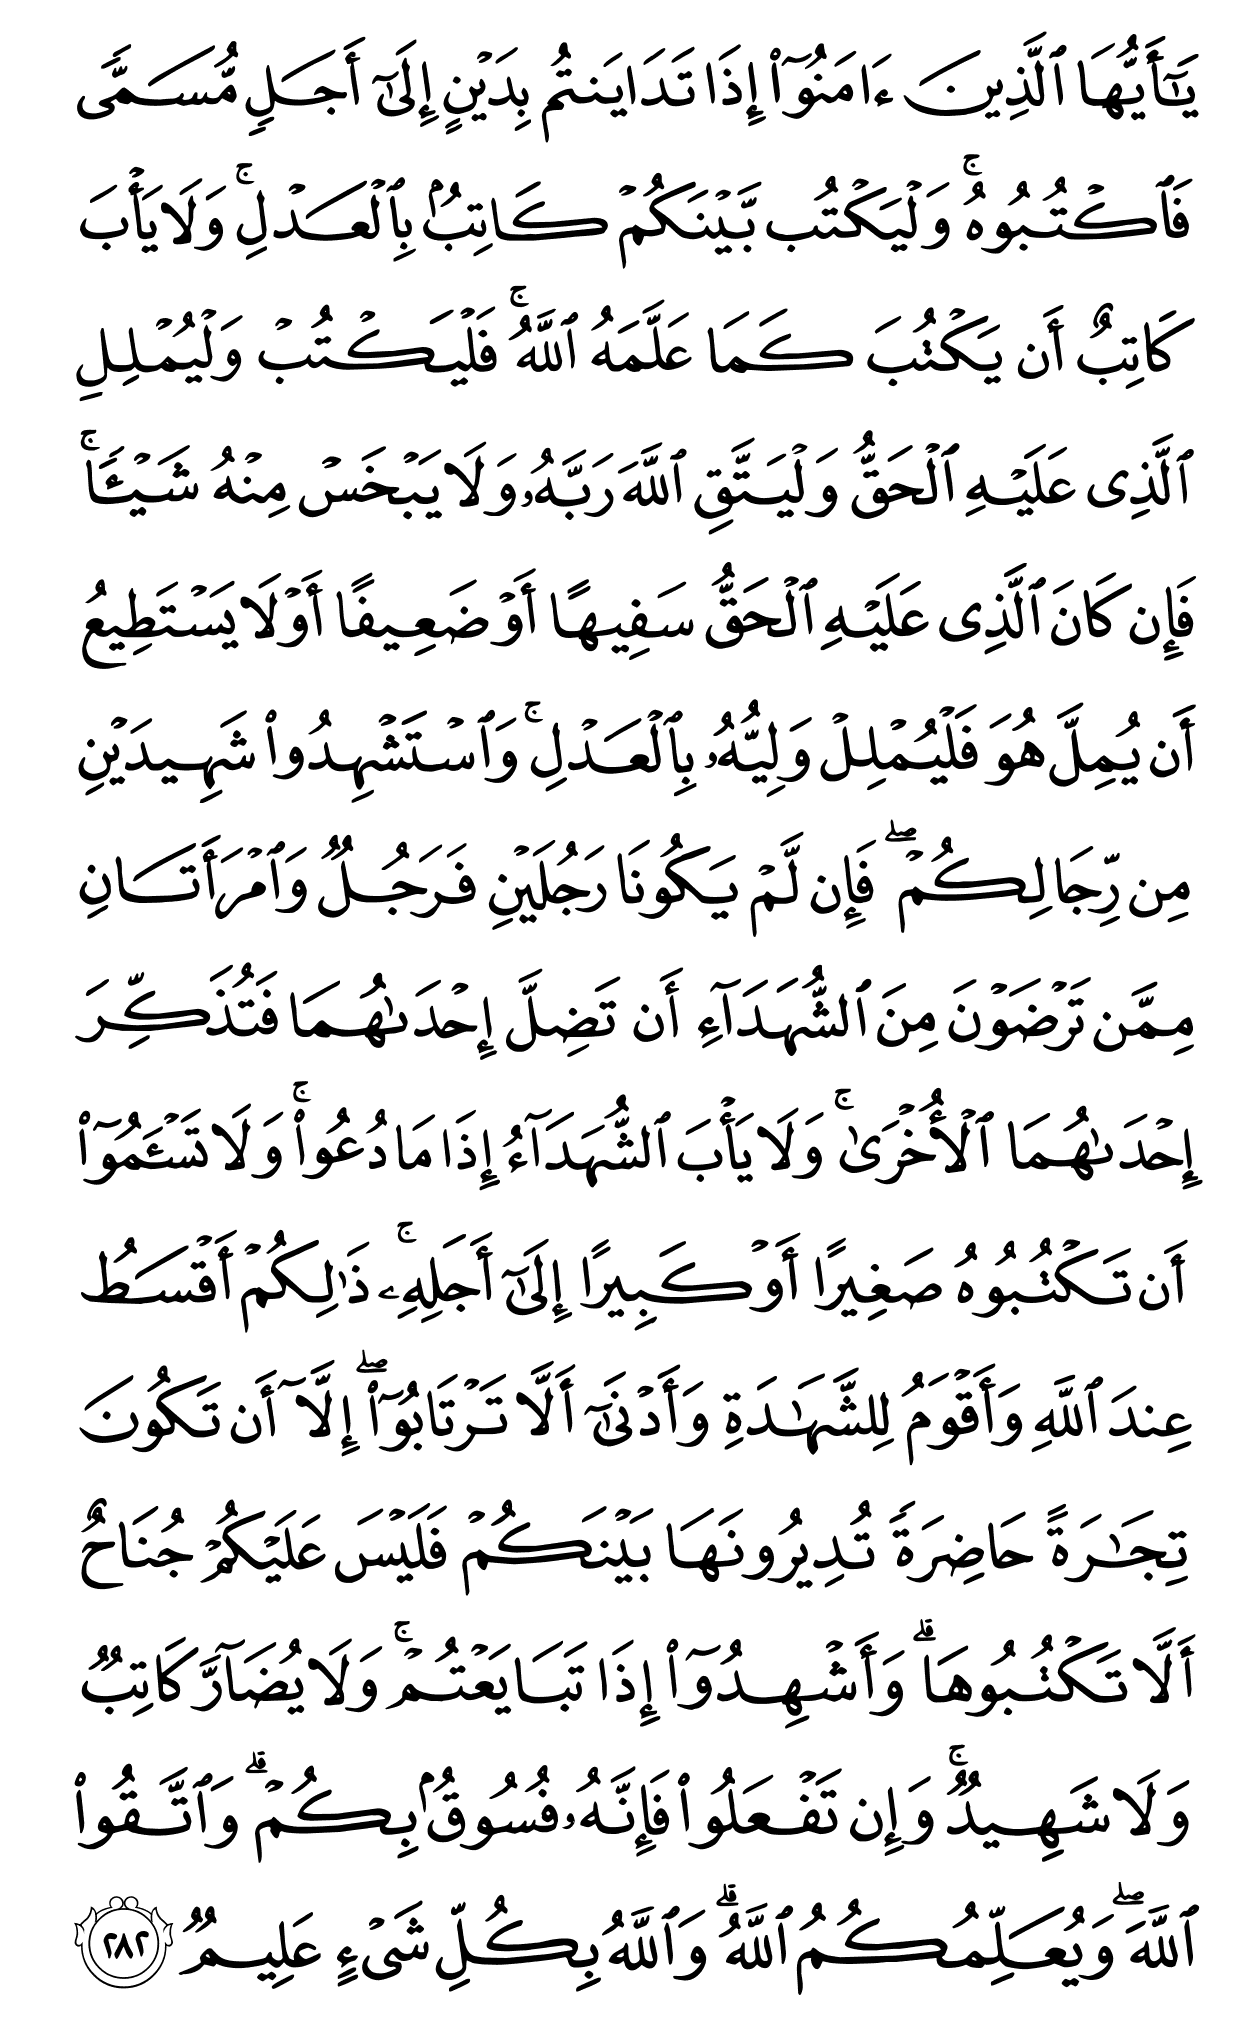 يَـٰٓأَيُّهَا ٱلَّذِينَ ءَامَنُوٓا۟ إِذَا تَدَايَنتُم بِدَيْنٍ إِلَىٰٓ أَجَلٍ مُّسَمًّى
فَٱكْتُبُوهُ ۚ وَلْيَكْتُب بَّيْنَكُمْ كَاتِبٌۢ بِٱلْعَدْلِ ۚ وَلَا يَأْبَ
كَاتِبٌ أَن يَكْتُبَ كَمَا عَلَّمَهُ ٱللَّهُ ۚ فَلْيَكْتُبْ وَلْيُمْلِلِ
ٱلَّذِى عَلَيْهِ ٱلْحَقُّ وَلْيَتَّقِ ٱللَّهَ رَبَّهُۥ وَلَا يَبْخَسْ مِنْهُ شَيْـًٔا ۚ
فَإِن كَانَ ٱلَّذِى عَلَيْهِ ٱلْحَقُّ سَفِيهًا أَوْ ضَعِيفًا أَوْ لَا يَسْتَطِيعُ
أَن يُمِلَّ هُوَ فَلْيُمْلِلْ وَلِيُّهُۥ بِٱلْعَدْلِ ۚ وَٱسْتَشْهِدُوا۟ شَهِيدَيْنِ
مِن رِّجَالِكُمْ ۖ فَإِن لَّمْ يَكُونَا رَجُلَيْنِ فَرَجُلٌ وَٱمْرَأَتَانِ
مِمَّن تَرْضَوْنَ مِنَ ٱلشُّهَدَآءِ أَن تَضِلَّ إِحْدَىٰهُمَا فَتُذَكِّرَ
إِحْدَىٰهُمَا ٱلْأُخْرَىٰ ۚ وَلَا يَأْبَ ٱلشُّهَدَآءُ إِذَا مَا دُعُوا۟ ۚ وَلَا تَسْـَٔمُوٓا۟
أَن تَكْتُبُوهُ صَغِيرًا أَوْ كَبِيرًا إِلَىٰٓ أَجَلِهِۦ ۚ ذَٰلِكُمْ أَقْسَطُ
عِندَ ٱللَّهِ وَأَقْوَمُ لِلشَّهَـٰدَةِ وَأَدْنَىٰٓ أَلَّا تَرْتَابُوٓا۟ ۖ إِلَّآ أَن تَكُونَ
تِجَـٰرَةً حَاضِرَةً تُدِيرُونَهَا بَيْنَكُمْ فَلَيْسَ عَلَيْكُمْ جُنَاحٌ
أَلَّا تَكْتُبُوهَا ۗ وَأَشْهِدُوٓا۟ إِذَا تَبَايَعْتُمْ ۚ وَلَا يُضَآرَّ كَاتِبٌ
وَلَا شَهِيدٌ ۚ وَإِن تَفْعَلُوا۟ فَإِنَّهُۥ فُسُوقٌۢ بِكُمْ ۗ وَٱتَّقُوا۟
ٱللَّهَ ۖ وَيُعَلِّمُكُمُ ٱللَّهُ ۗ وَٱللَّهُ بِكُلِّ شَىْءٍ عَلِيمٌ ٢٨٢